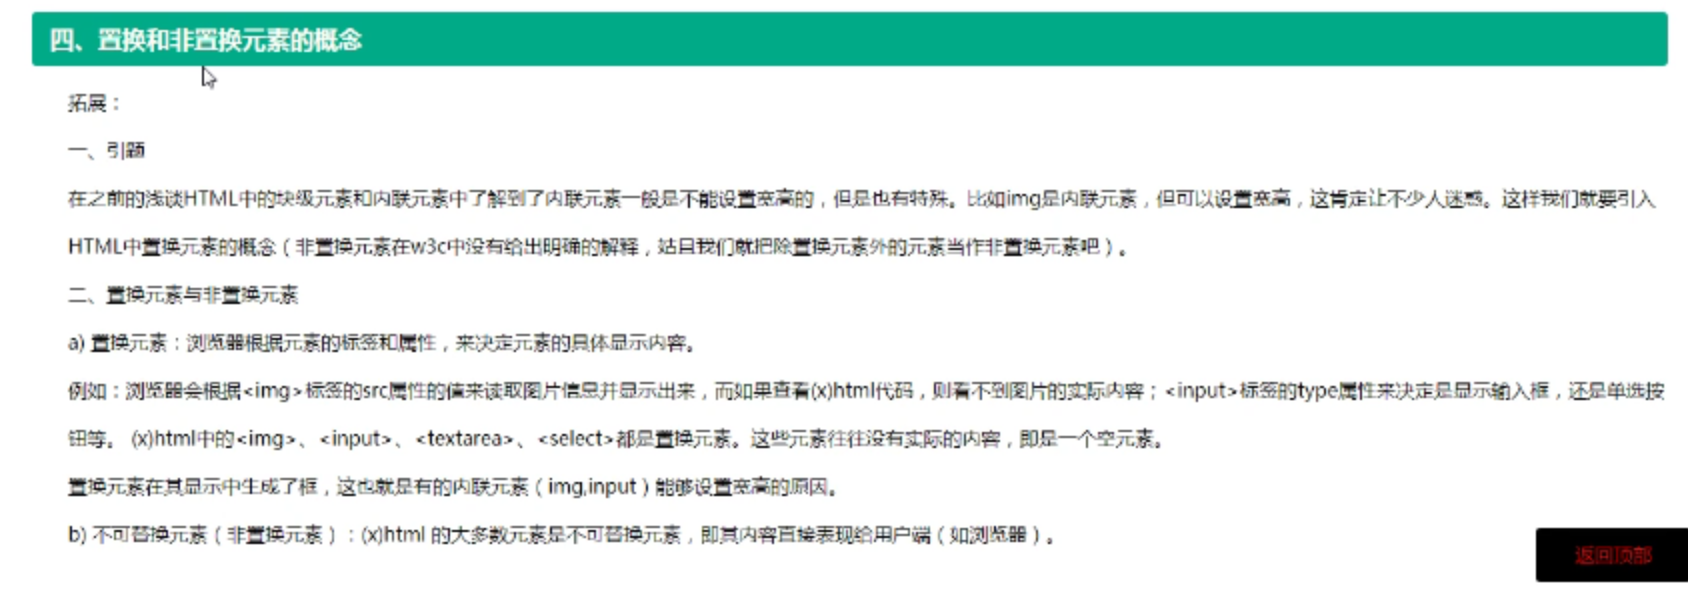 四、置换和非置换元素的概念
拓展：
一、引题
在之前的浅谈HTML中的块级元素和内联元素中了解到了内联元素一般是不能设置宽高的，但是也有特殊。比如img是内联元素，但可以设置宽高，这肯定让不少人迷惑。这样我们就要引入
HTML中置换元素的概念（非置换元素在w3c中没有给出明确的解释，姑且我们就把除置换元素外的元素当作非置换元素吧）。
二、置换元素与非置换元素
a) 置换元素：浏览器根据元素的标签和属性，来决定元素的具体显示内容。
例如：浏览器会根据<img>标签的src属性的值来读取图片信息并显示出来，而如果查看(x)html代码，则看不到图片的实际内容；<input>标签的type属性来决定是显示输入框，还是单选按
钮等。 (x)html中的<img>、<input>、<textarea>、<select>都是置换元素。这些元素往往没有实际的内容，即是一个空元素。
置换元素在其显示中生成了框，这也就是有的内联元素（img,input）能够设置宽高的原因。
b) 不可替换元素（非置换元素）：(x)html 的大多数元素是不可替换元素，即其内容直接表现给用户端（如浏览器）。
返回顶部